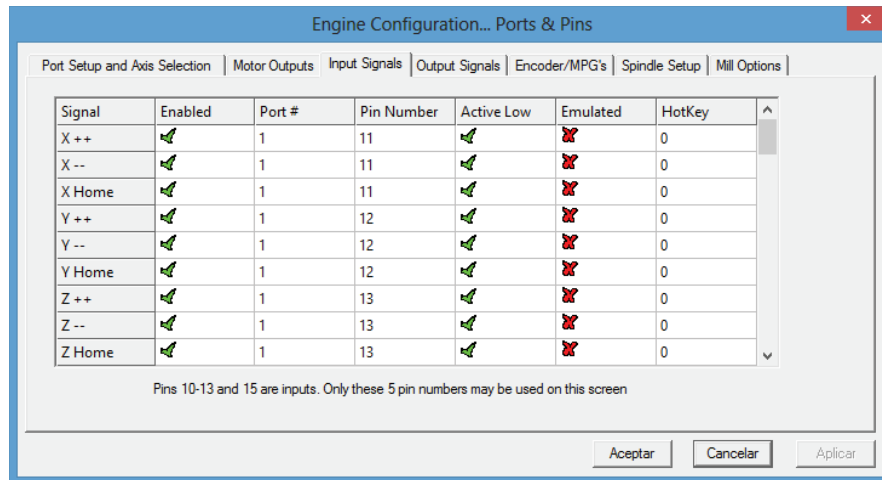 Engine Configuration... Ports & Pins
Port Setup and Axis Selection Motor Outputs Input Signals Output Signals Encoder/MPG's Spindle Setup Mill Options
Signal Enabled Port # Pin Number Active Low Emulated HotKey
X ++ 1 11 0
X -- 1 11 0
X Home 1 11 0
Y ++ 1 12 0
Y -- 1 12 0
Y Home 1 12 0
Z ++ 1 13 0
Z -- 1 13 0
Z Home 1 13 0
Pins 10-13 and 15 are inputs. Only these 5 pin numbers may be used on this screen
Aceptar Cancelar Aplicar